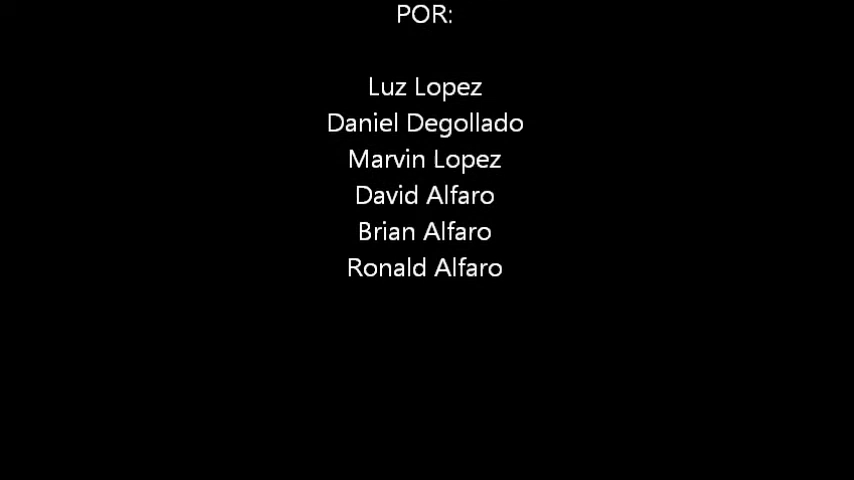 POR:
Luz Lopez
Daniel Degollado
Marvin Lopez
David Alfaro
Brian Alfaro
Ronald Alfaro